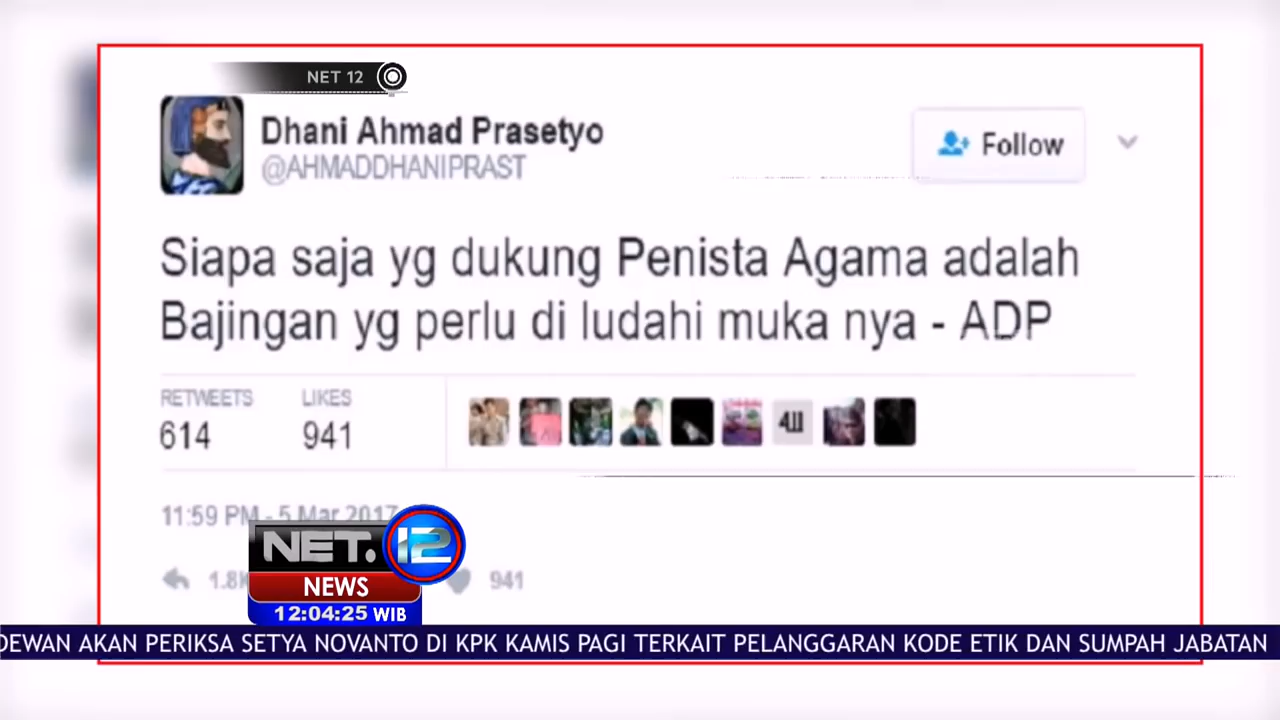 NET 12
Dhani Ahmad Prasetyo
@AHMADDHANIPRAST
Follow
Siapa saja yg dukung Penista Agama adalah
Bajingan yg perlu di ludahi muka nya - ADP
RETWEETS LIKES
614 941
11:59 PM - 5 Mar 2017
1.8K 941
NET. 12
NEWS
12:04:25 WIB
DEWAN AKAN PERIKSA SETYA NOVANTO DI KPK KAMIS PAGI TERKAIT PELANGGARAN KODE ETIK DAN SUMPAH JABATAN